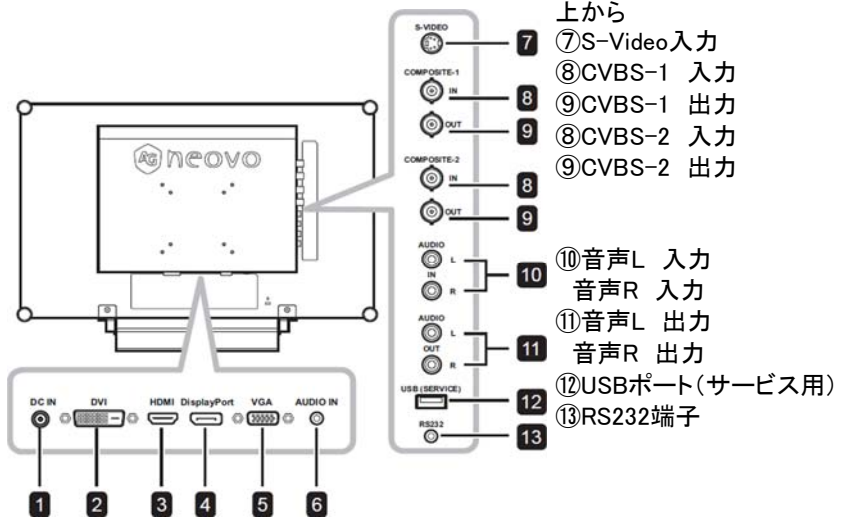 上から
⑦S-Video入力
⑧CVBS-1 入力
⑨CVBS-1 出力
⑧CVBS-2 入力
⑨CVBS-2 出力
⑩音声L 入力
音声R 入力
⑪音声L 出力
音声R 出力
⑫USBポート(サービス用)
⑬RS232端子
S-VIDEO
7
COMPOSITE-1
IN
8
OUT
9
COMPOSITE-2
IN
8
OUT
9
AUDIO
L
IN
R
10
AUDIO
L
OUT
R
11
USB (SERVICE)
12
RS232
13
AG neovo
DC IN DVI HDMI DisplayPort VGA AUDIO IN
1 2 3 4 5 6